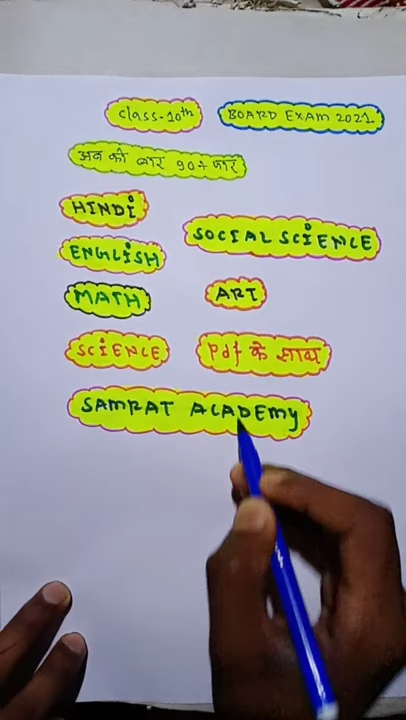 class-10th BOARD EXAM 2021
अब की बार 90+ पार
HINDI
SOCIAL SCIENCE
ENGLISH
MATH
ART
SCIENCE
Pdf के साथ
SAMRAT ACADEMY